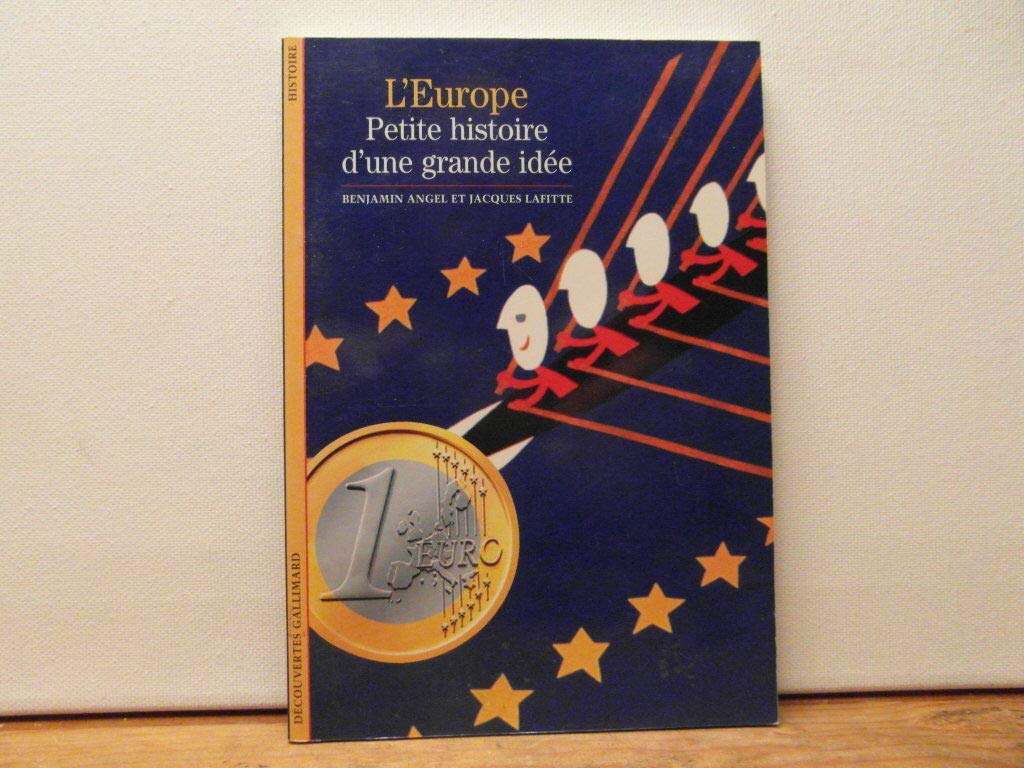 L'Europe
Petite histoire
d'une grande idée
BENJAMIN ANGEL ET JACQUES LAFITTE
HISTOIRE
DÉCOUVERTES GALLIMARD
1 EURO